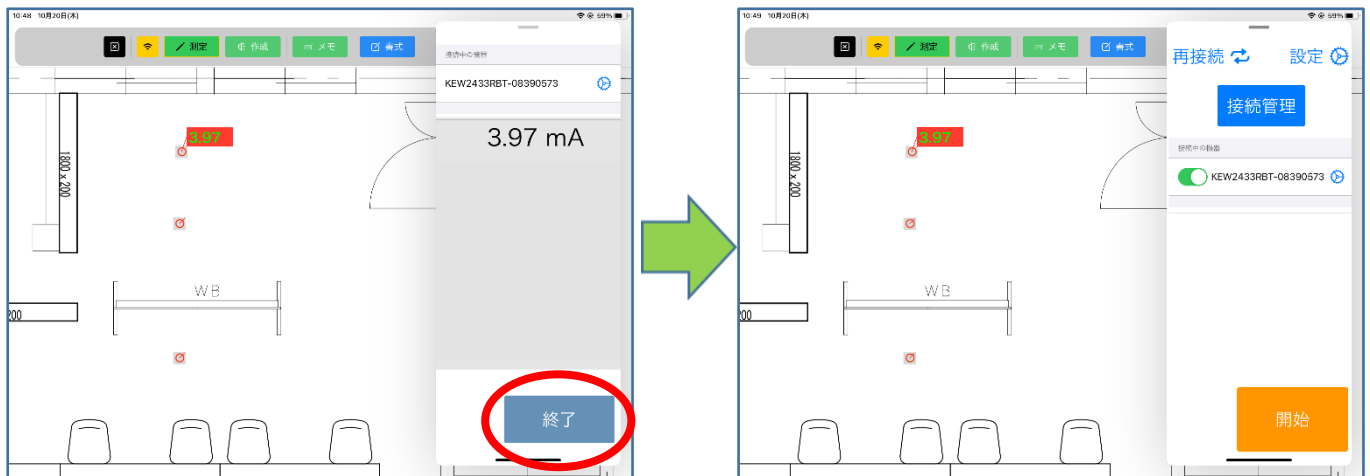 10:48 10月20日(木)
59%
測定
作成
メモ
書式
接続中の機器
KEW2433RBT-08390573
3.97
3.97 mA
1800 x 200
WB
200
終了
10:49 10月20日(木)
59%
測定
作成
メモ
書式
再接続
設定
接続管理
接続中の機器
KEW2433RBT-08390573
3.97
1800 x 200
WB
00
開始